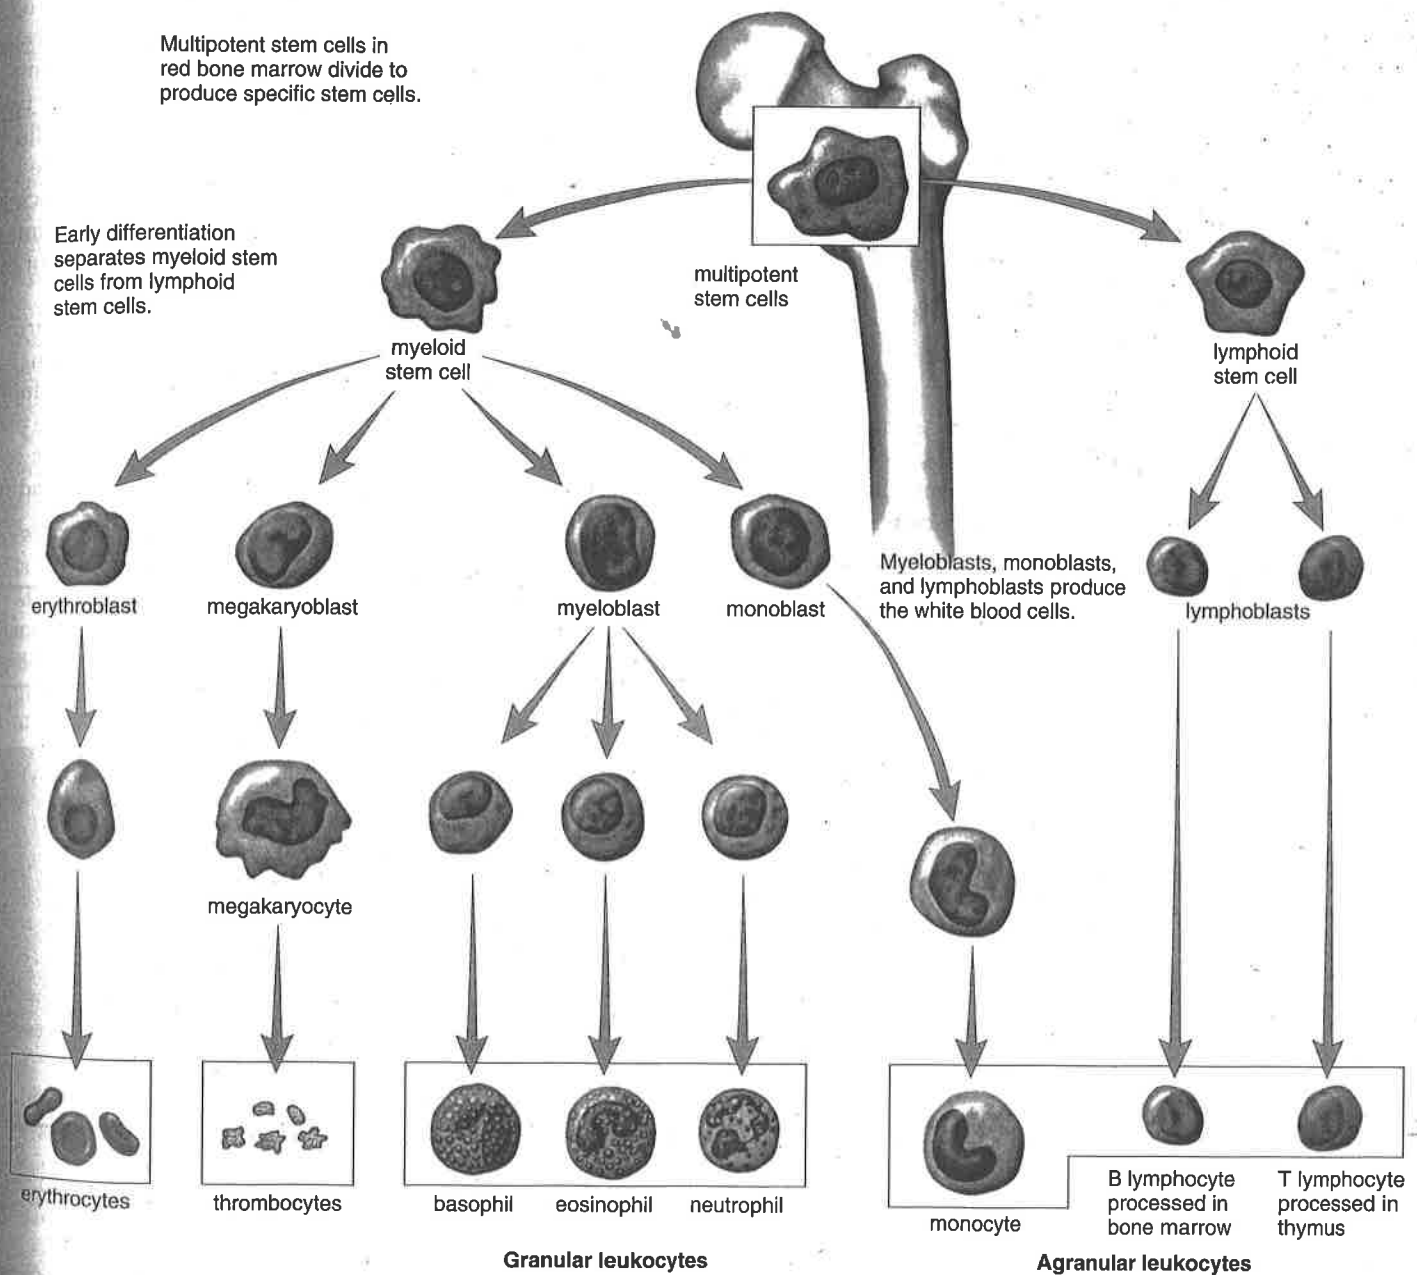 Multipotent stem cells in
red bone marrow divide to
produce specific stem cells.
Early differentiation
separates myeloid stem
cells from lymphoid
stem cells.
multipotent
stem cells
myeloid
stem cell
lymphoid
stem cell
erythroblast
megakaryoblast
myeloblast
monoblast
Myeloblasts, monoblasts,
and lymphoblasts produce
the white blood cells.
lymphoblasts
megakaryocyte
erythrocytes
thrombocytes
basophil
eosinophil
neutrophil
monocyte
B lymphocyte
processed in
bone marrow
T lymphocyte
processed in
thymus
Granular leukocytes
Agranular leukocytes